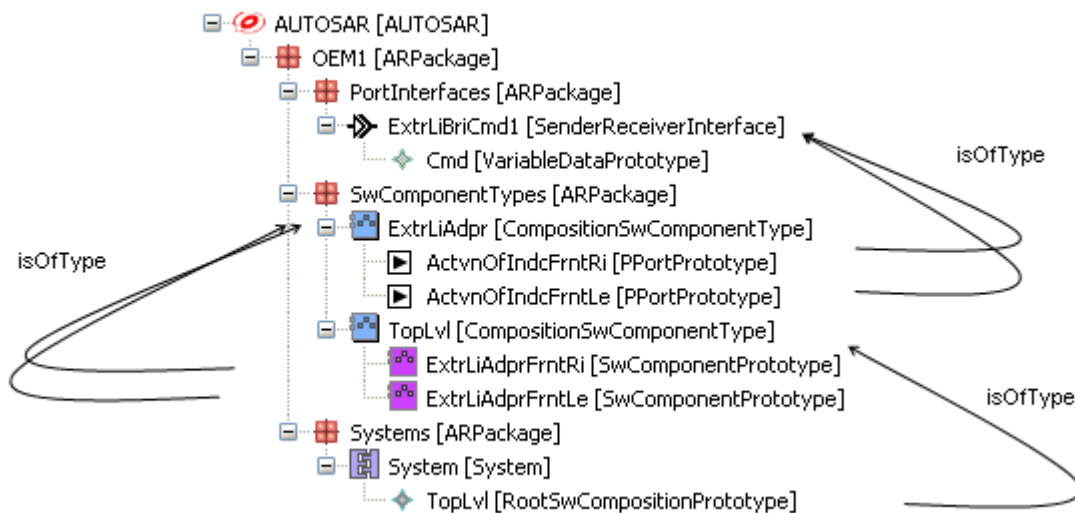 AUTOSAR [AUTOSAR]
OEM1 [ARPackage]
PortInterfaces [ARPackage]
ExtrLiBriCmd1 [SenderReceiverInterface]
isOfType
Cmd [VariableDataPrototype]
SwComponentTypes [ARPackage]
ExtrLiAdpr [CompositionSwComponentType]
isOfType
ActvnOfIndcFrntRi [PPortPrototype]
ActvnOfIndcFrntLe [PPortPrototype]
TopLvl [CompositionSwComponentType]
ExtrLiAdprFrntRi [SwComponentPrototype]
ExtrLiAdprFrntLe [SwComponentPrototype]
isOfType
Systems [ARPackage]
System [System]
TopLvl [RootSwCompositionPrototype]